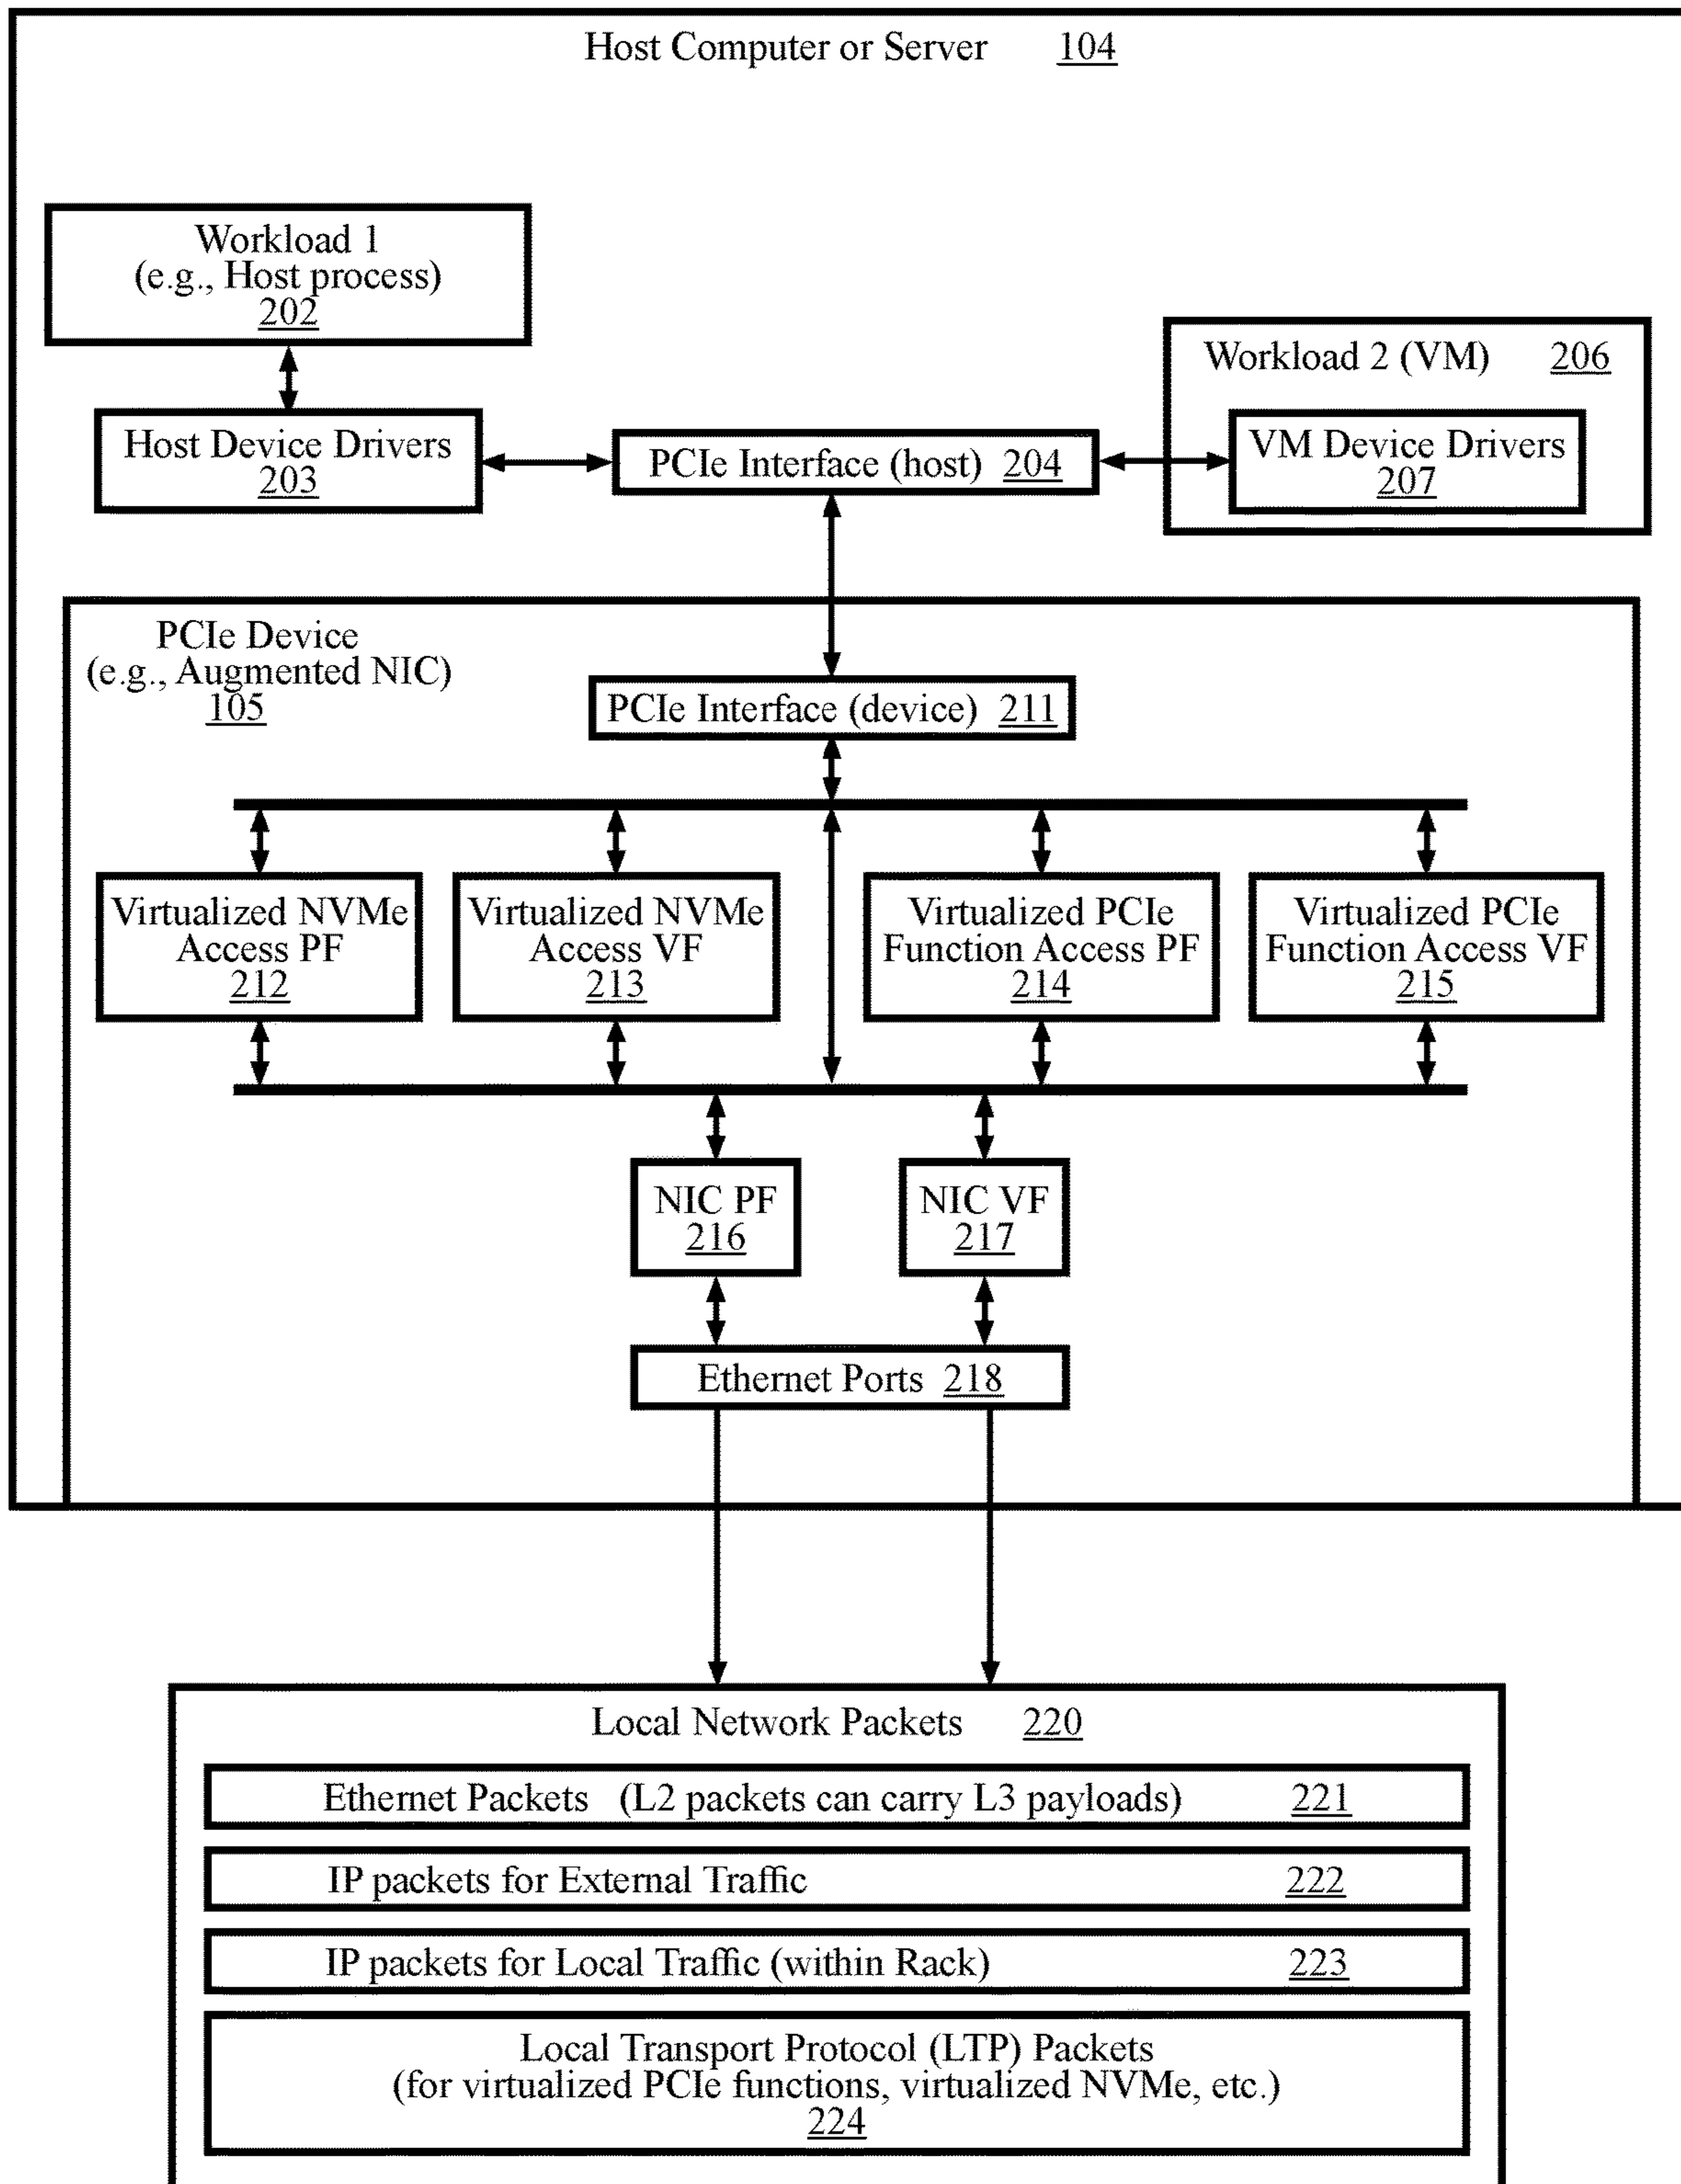 Host Computer or Server 104
Workload 1
(e.g., Host process)
202
Workload 2 (VM) 206
Host Device Drivers
203
PCIe Interface (host) 204
VM Device Drivers
207
PCIe Device
(e.g., Augmented NIC)
105
PCIe Interface (device) 211
Virtualized NVMe
Access PF
212
Virtualized NVMe
Access VF
213
Virtualized PCIe
Function Access PF
214
Virtualized PCIe
Function Access VF
215
NIC PF
216
NIC VF
217
Ethernet Ports 218
Local Network Packets 220
Ethernet Packets (L2 packets can carry L3 payloads) 221
IP packets for External Traffic 222
IP packets for Local Traffic (within Rack) 223
Local Transport Protocol (LTP) Packets
(for virtualized PCIe functions, virtualized NVMe, etc.)
224